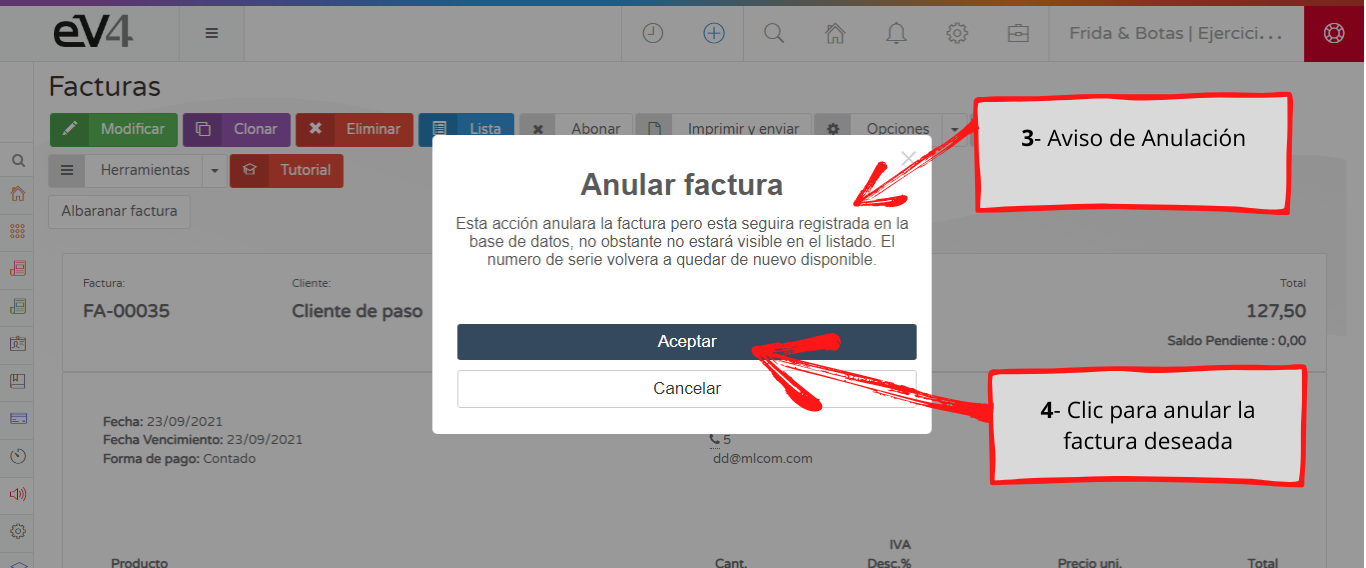 eV4
Frida & Botas | Ejercici...
Facturas
Modificar
Clonar
Eliminar
Lista
Abonar
Imprimir y enviar
Opciones
Herramientas
Tutorial
Albaranar factura
3- Aviso de Anulación
Anular factura
Esta acción anulara la factura pero esta seguira registrada en la
base de datos, no obstante no estará visible en el listado. El
numero de serie volvera a quedar de nuevo disponible.
Aceptar
Cancelar
4- Clic para anular la
factura deseada
Factura:
FA-00035
Cliente:
Cliente de paso
Total
127,50
Saldo Pendiente : 0,00
Fecha: 23/09/2021
Fecha Vencimiento: 23/09/2021
Forma de pago: Contado
5
dd@mlcom.com
Producto
Cant.
IVA
Desc.%
Precio uni.
Total